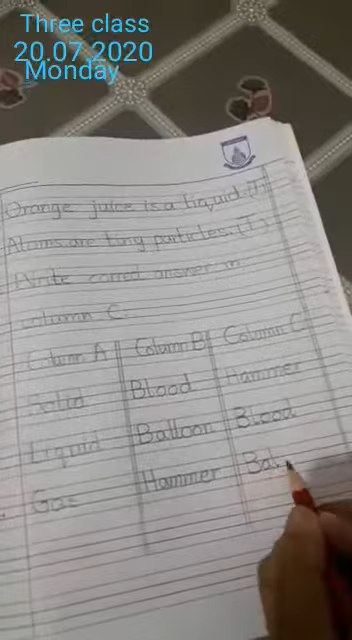 Three class
20.07.2020
Monday
Orange juice is a liquid. (T)
Atoms are tiny particles. (T)
Write correct answer in
column C.
Column A Column B Column C
Solid Blood Hammer
Liquid Balloon Blood
Gas Hammer Bal